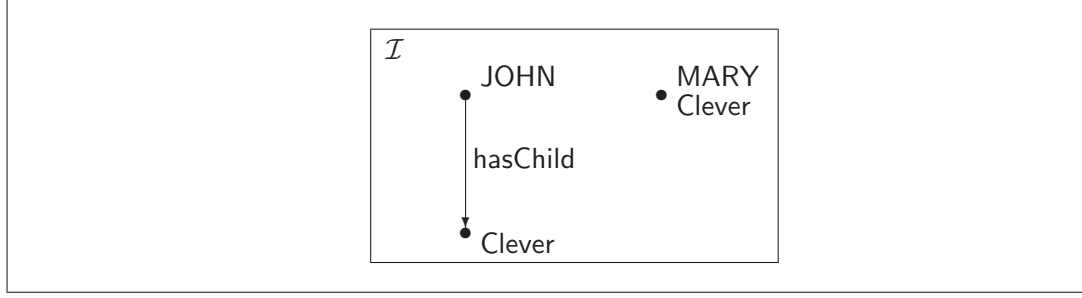 ℐ
JOHN
MARY
Clever
hasChild
Clever